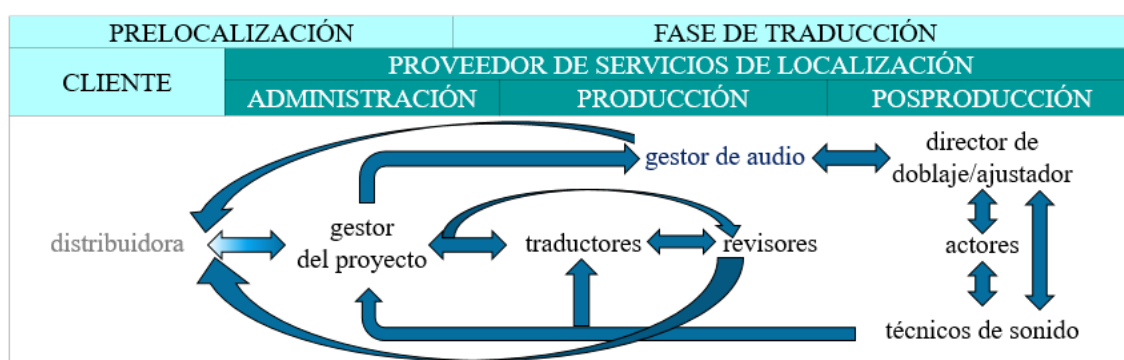 PRELOCALIZACIÓN
FASE DE TRADUCCIÓN
CLIENTE
PROVEEDOR DE SERVICIOS DE LOCALIZACIÓN
ADMINISTRACIÓN
PRODUCCIÓN
POSPRODUCCIÓN
gestor de audio
director de
doblaje/ajustador
distribuidora
gestor
del proyecto
traductores
revisores
actores
técnicos de sonido